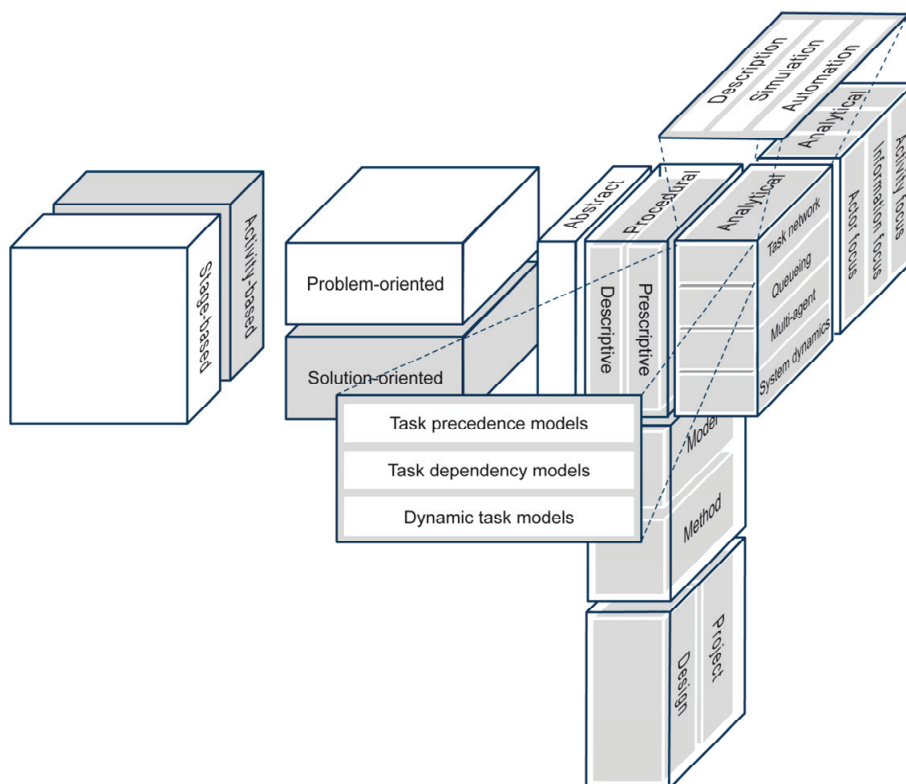 Description
Simulation
Automation
Analytical
Activity focus
Information focus
Actor focus
Stage-based
Activity-based
Problem-oriented
Solution-oriented
Abstract
Procedural
Descriptive
Prescriptive
Analytical
Task network
Queueing
Multi-agent
System dynamics
Task precedence models
Task dependency models
Dynamic task models
Model
Method
Design
Project